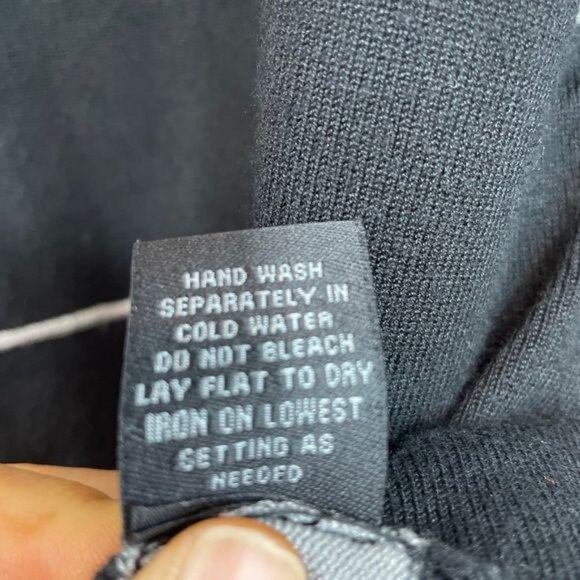 HAND WASH
SEPARATELY IN
COLD WATER
DO NOT BLEACH
LAY FLAT TO DRY
IRON ON LOWEST
SETTING AS
NEEDED